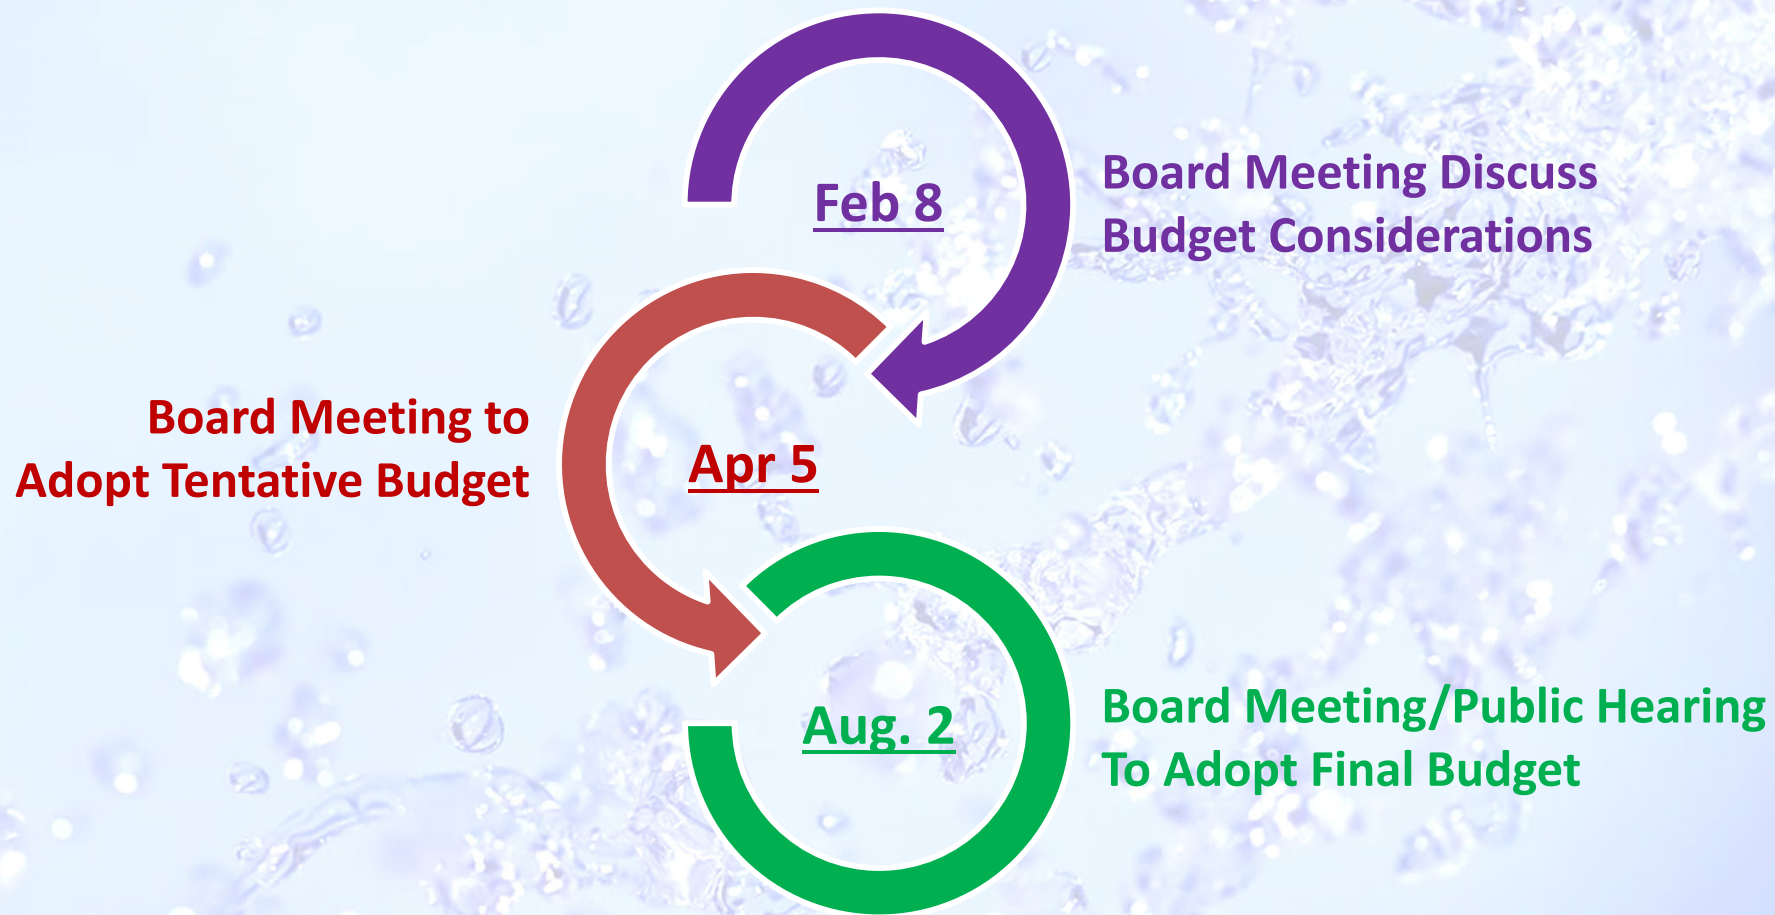 Feb 8
Board Meeting Discuss
Budget Considerations
Board Meeting to
Adopt Tentative Budget
Apr 5
Aug. 2
Board Meeting/Public Hearing
To Adopt Final Budget